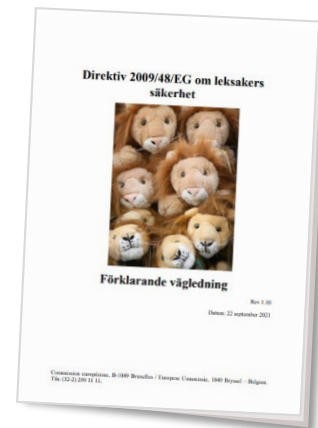 Direktiv 2009/48/EG om leksakers
säkerhet
Förklarande vägledning
Rev 1.10
Datum: 22 september 2021
Commission européenne, B-1049 Bruxelles / Europese Commissie, 1049 Brussel – Belgien.
Tfn: (32-2) 299 11 11.